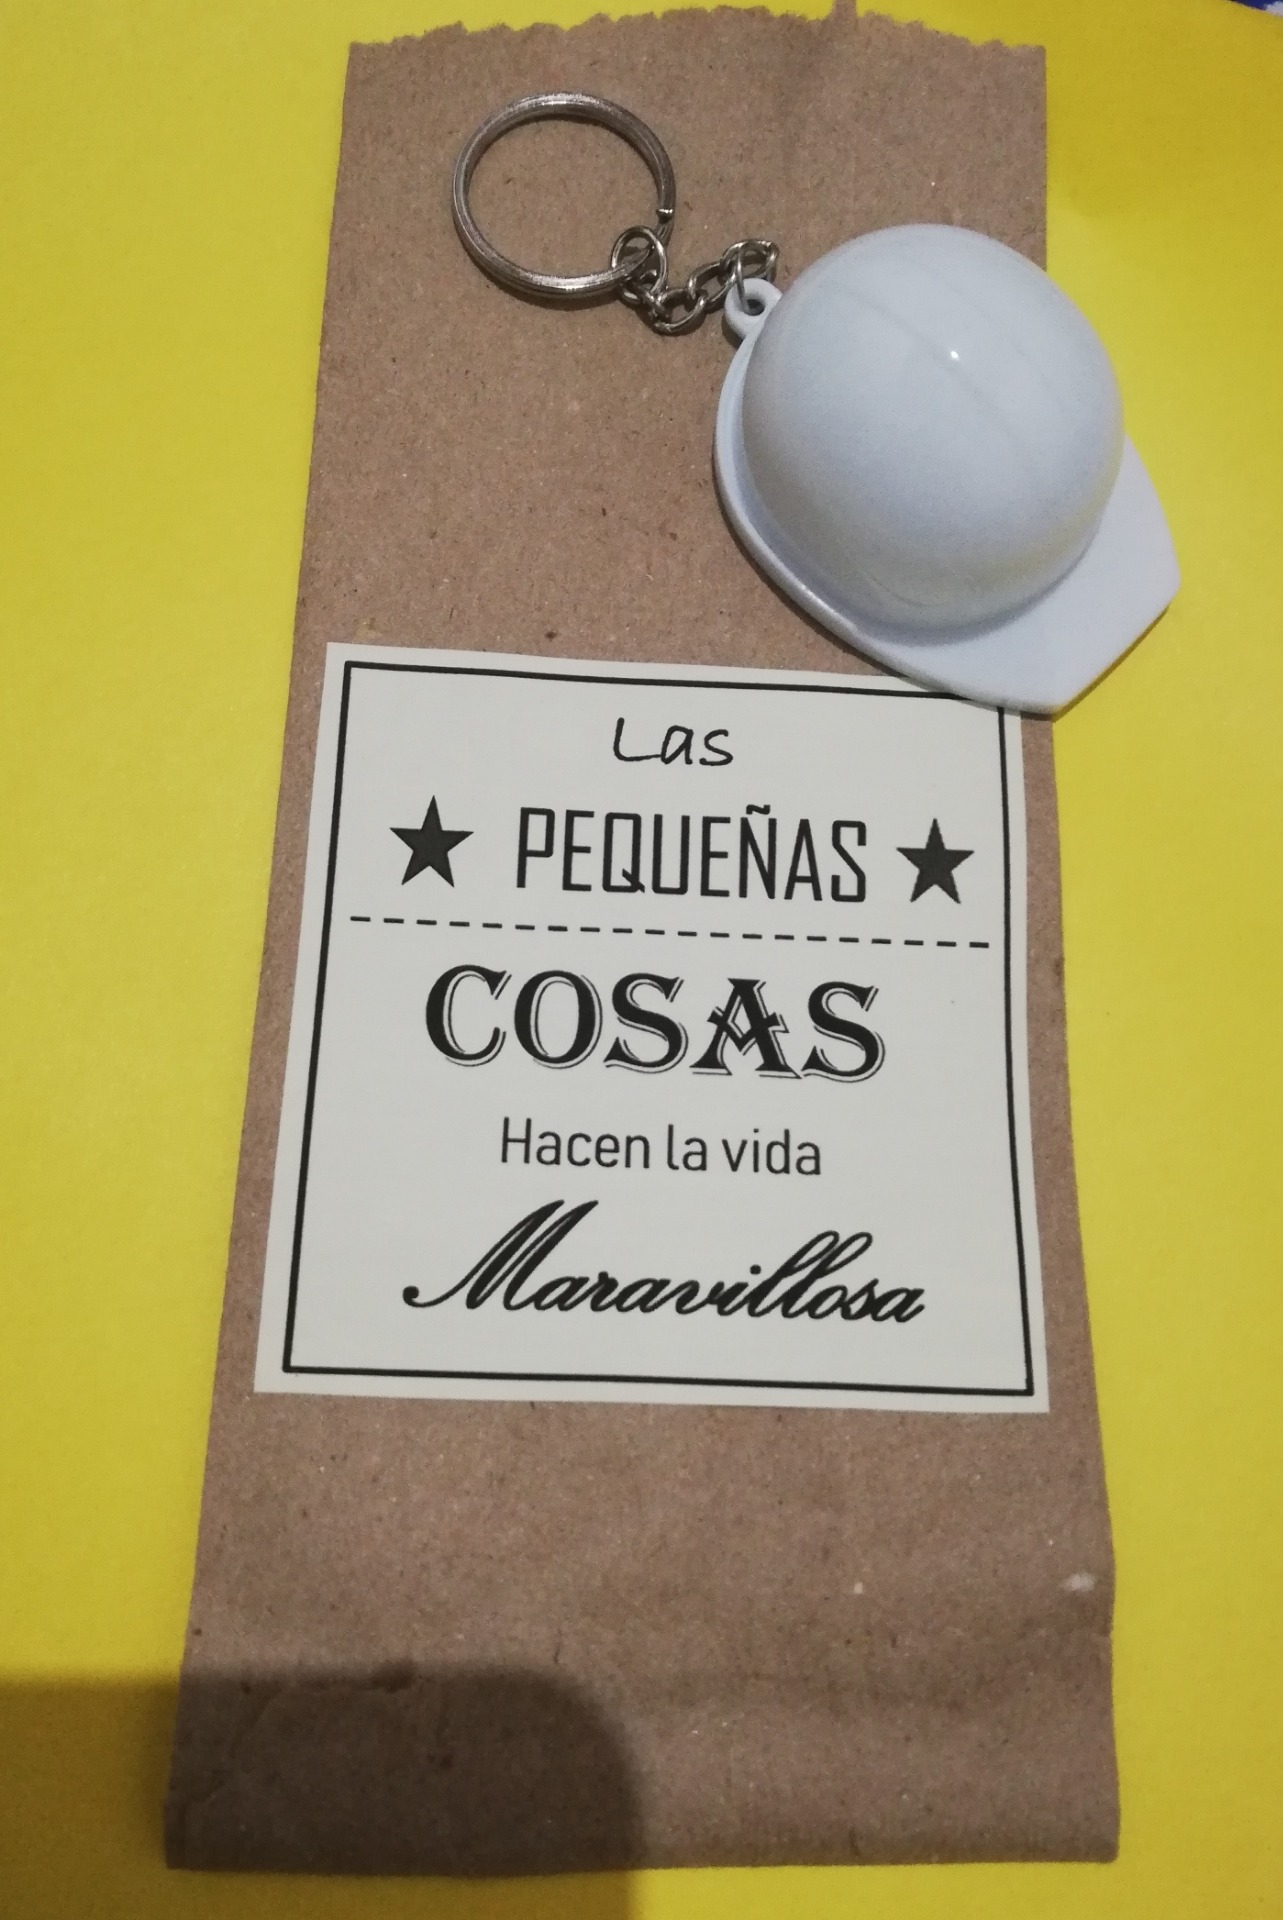 Las
PEQUEÑAS
COSAS
Hacen la vida
Maravillosa